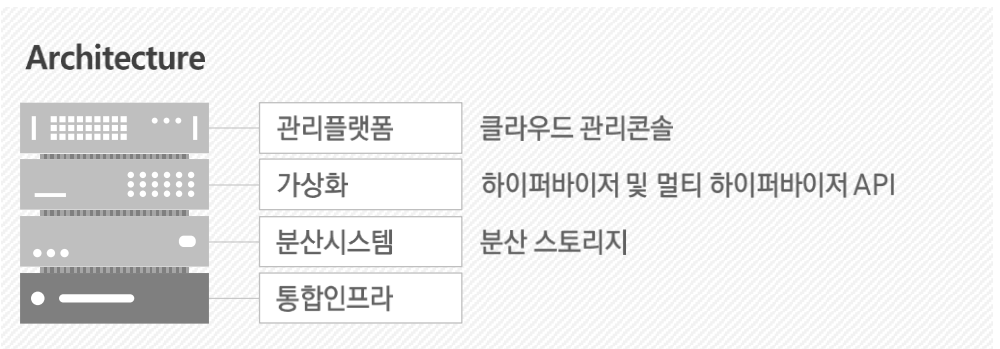 Architecture
관리플랫폼 클라우드 관리콘솔
가상화 하이퍼바이저 및 멀티 하이퍼바이저 API
분산시스템 분산 스토리지
통합인프라